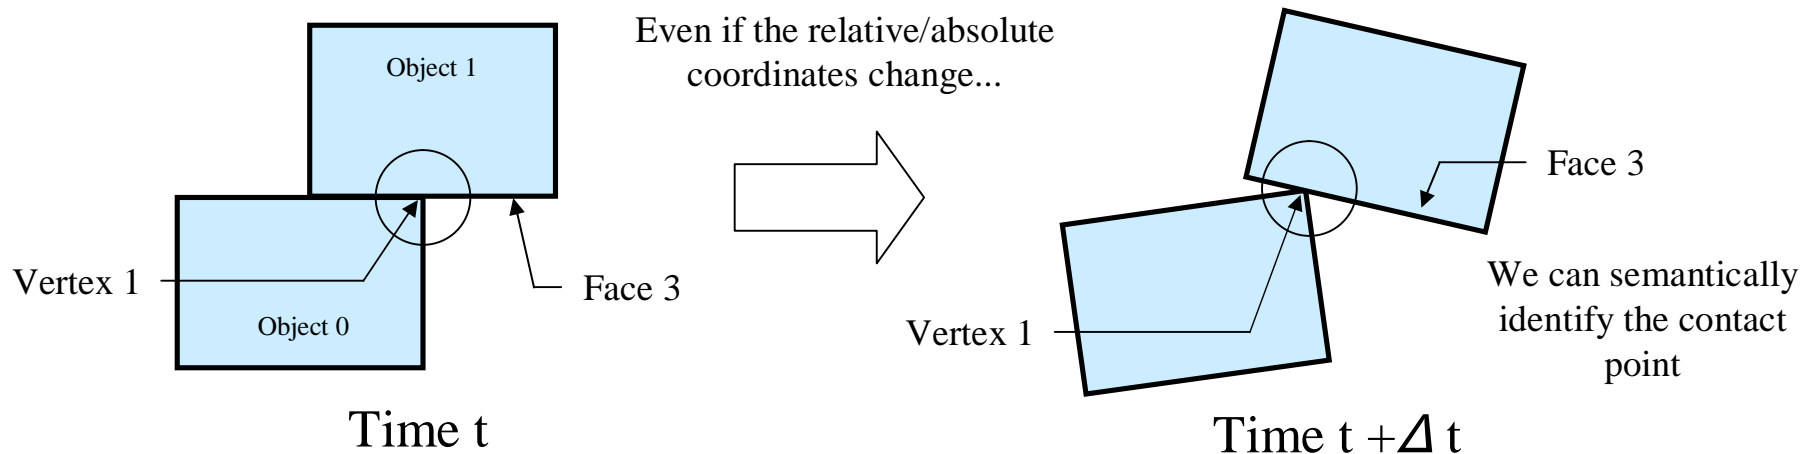 Object 1
Vertex 1
Object 0
Face 3
Time t
Even if the relative/absolute
coordinates change...
Face 3
Vertex 1
We can semantically
identify the contact
point
Time t +Δ t